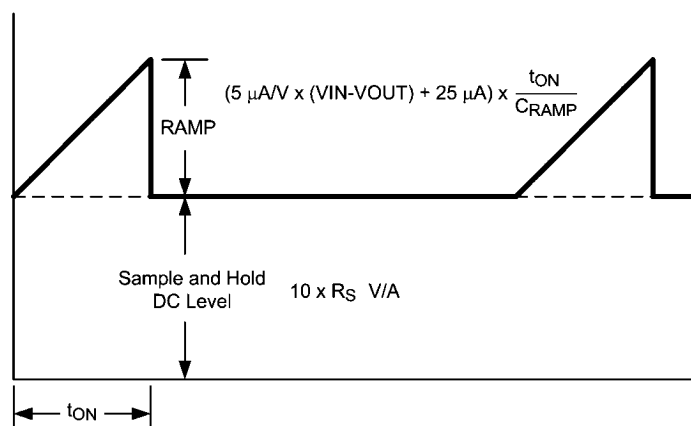 (5 μA/V x (VIN-VOUT) + 25 μA) x tON
CRAMP
RAMP
Sample and Hold
DC Level
10 x RS V/A
tON